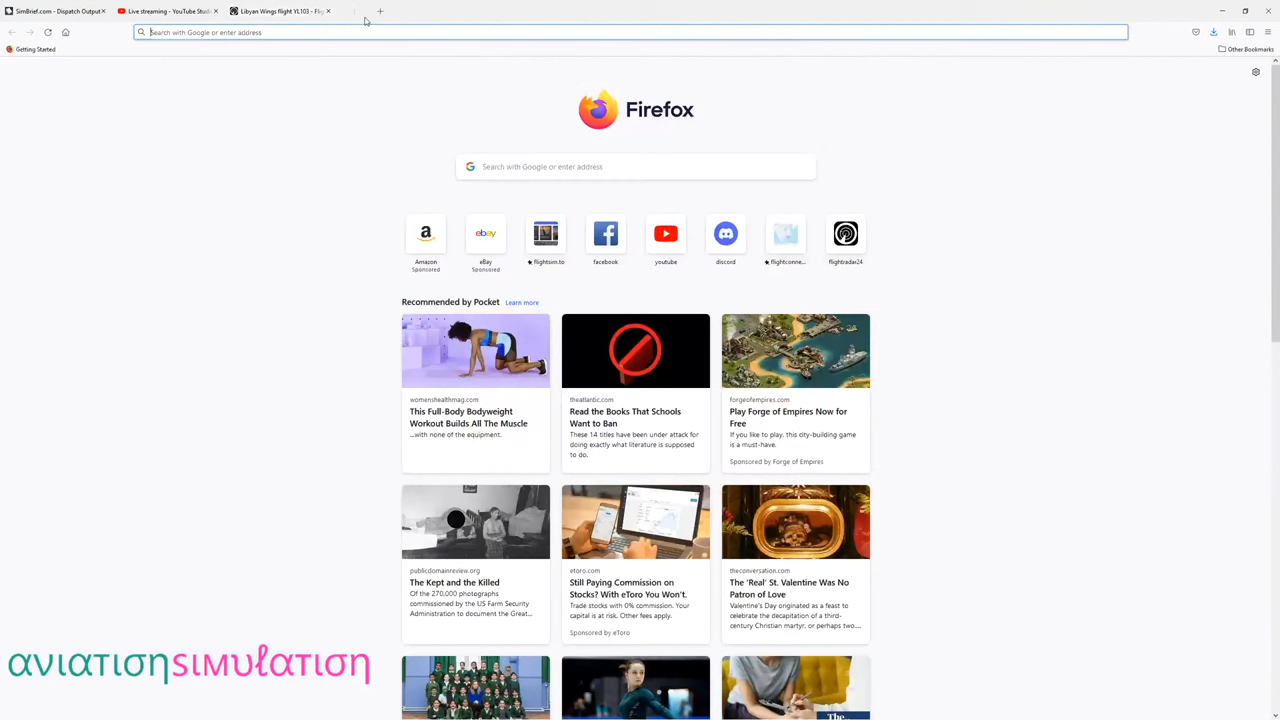 SimBrief.com - Dispatch Output
Live streaming - YouTube Studi
Libyan Wings flight YL103 - Flig
Search with Google or enter address
Getting Started
Other Bookmarks
Firefox
Search with Google or enter address
Amazon
Sponsored
eBay
Sponsored
flightsim.to
facebook
youtube
discord
flightconne...
flightradar24
Recommended by Pocket Learn more
womenshealthmag.com
This Full-Body Bodyweight
Workout Builds All The Muscle
...with none of the equipment.
theatlantic.com
Read the Books That Schools
Want to Ban
These 14 titles have been under attack for
doing exactly what literature is supposed
to do.
forgeofempires.com
Play Forge of Empires Now for
Free
If you like to play, this city-building game
is a must-have.
Sponsored by Forge of Empires
publicdomainreview.org
The Kept and the Killed
Of the 270,000 photographs
commissioned by the US Farm Security
Administration to document the Great...
etoro.com
Still Paying Commission on
Stocks? With eToro You Won't.
Trade stocks with 0% commission. Your
capital is at risk. Other fees apply.
Sponsored by eToro
theconversation.com
The 'Real' St. Valentine Was No
Patron of Love
Valentine's Day originated as a feast to
celebrate the decapitation of a third-
century Christian martyr, or perhaps two....
The
aviationsimulation